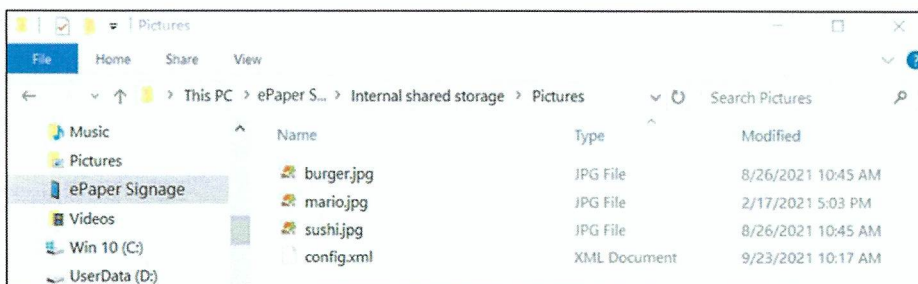 Pictures
File Home Share View
This PC > ePaper S... > Internal shared storage > Pictures Search Pictures
Name Type Modified
Music
Pictures
ePaper Signage
Videos
Win 10 (C:)
UserData (D:)
burger.jpg JPG File 8/26/2021 10:45 AM
mario.jpg JPG File 2/17/2021 5:03 PM
sushi.jpg JPG File 8/26/2021 10:45 AM
config.xml XML Document 9/23/2021 10:17 AM